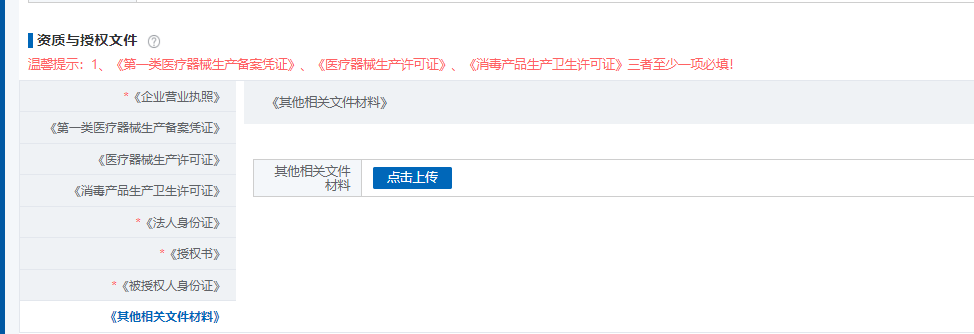 资质与授权文件
温馨提示：1、《第一类医疗器械生产备案凭证》、《医疗器械生产许可证》、《消毒产品生产卫生许可证》三者至少一项必填！
*《企业营业执照》
《第一类医疗器械生产备案凭证》
《医疗器械生产许可证》
《消毒产品生产卫生许可证》
*《法人身份证》
*《授权书》
*《被授权人身份证》
《其他相关文件材料》
《其他相关文件材料》
其他相关文件
材料
点击上传